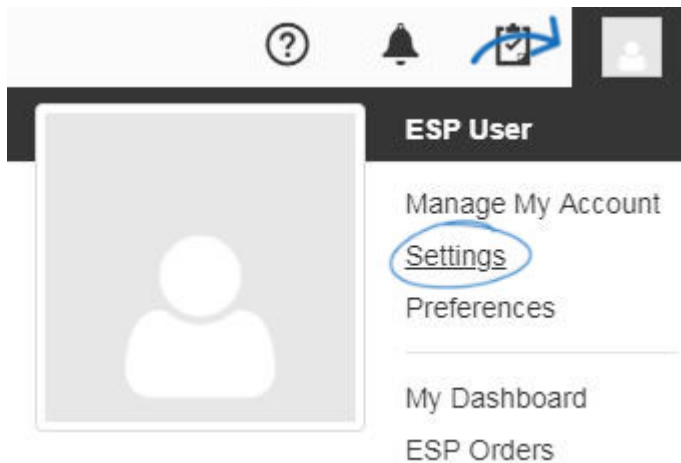 ESP User
Manage My Account
Settings
Preferences
My Dashboard
ESP Orders